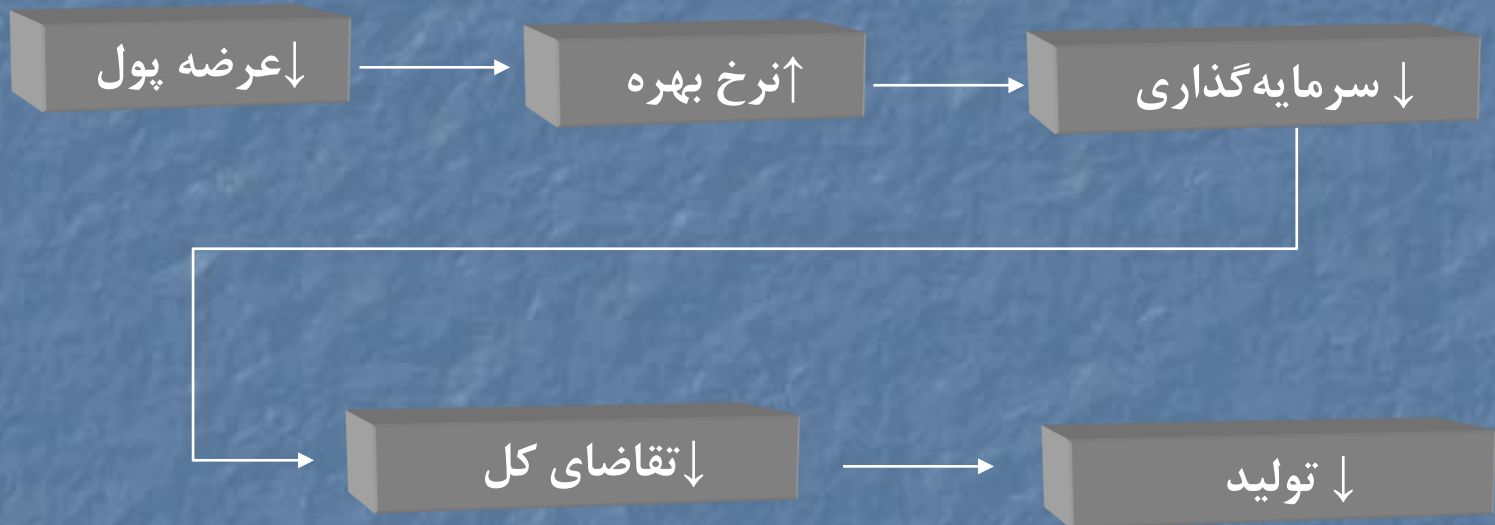 ↓عرضه پول
↑نرخ بهره
↓ سرمایه‌گذاری
↓تقاضای کل
↓ تولید